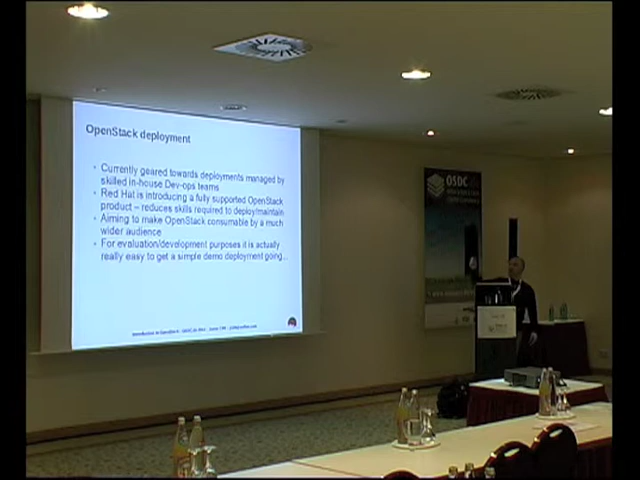 OpenStack deployment
• Currently geared towards deployments managed by
skilled in-house Dev-ops teams
• Red Hat is introducing a fully supported OpenStack
product – reduces skills required to deploy/maintain
• Aiming to make OpenStack consumable by a much
wider audience
• For evaluation/development purposes it is actually
really easy to get a simple demo deployment going...
OSDC